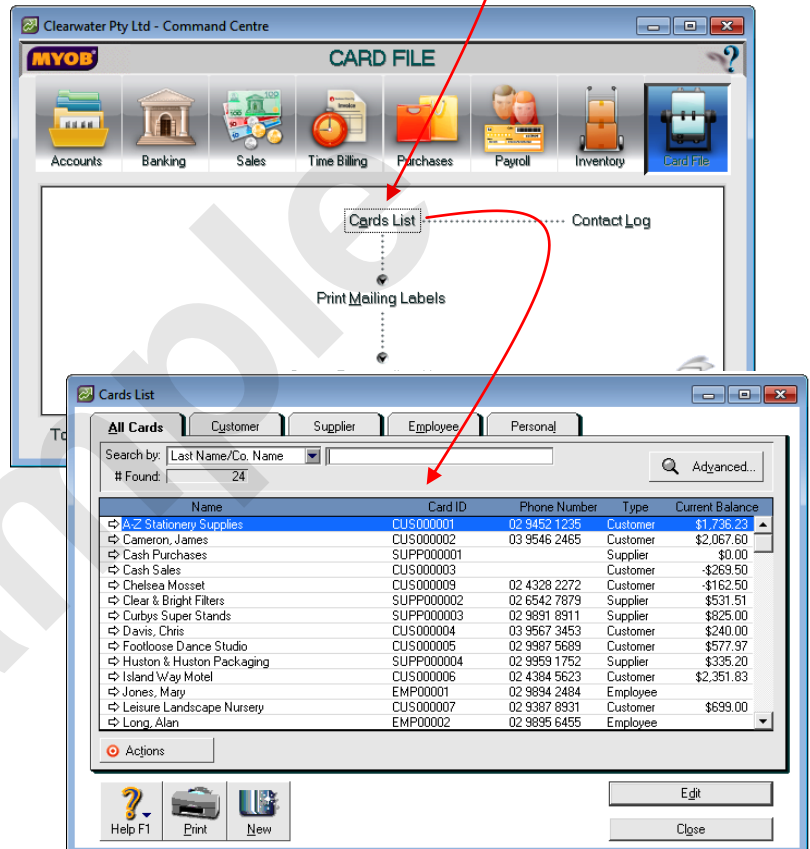 Clearwater Pty Ltd - Command Centre
MYOB CARD FILE
Accounts Banking Sales Time Billing Purchases Payroll Inventory Card File
Cards List Contact Log
Print Mailing Labels
Cards List
All Cards Customer Supplier Employee Personal
To
Search by: Last Name/Co. Name
Advanced...
# Found: 24
Name Card ID Phone Number Type Current Balance
A-Z Stationery Supplies CUS000001 02 9452 1235 Customer $1,736.23
Cameron, James CUS000002 03 9546 2465 Customer $2,067.60
Cash Purchases SUPP000001 Supplier $0.00
Cash Sales CUS000003 Customer -$269.50
Chelsea Mosset CUS000009 02 4328 2272 Customer -$162.50
Clear & Bright Filters SUPP000002 02 6542 7879 Supplier $531.51
Curbys Super Stands SUPP000003 02 9891 8911 Supplier $825.00
Davis, Chris CUS000004 03 9567 3453 Customer $240.00
Footloose Dance Studio CUS000005 02 9987 5689 Customer $577.97
Huston & Huston Packaging SUPP000004 02 9959 1752 Supplier $335.20
Island Way Motel CUS000006 02 4384 5623 Customer $2,351.83
Jones, Mary EMP00001 02 9894 2484 Employee
Leisure Landscape Nursery CUS000007 02 9387 8931 Customer $699.00
Long, Alan EMP00002 02 9895 6455 Employee
Actions
Help F1 Print New
Edit
Close
mple